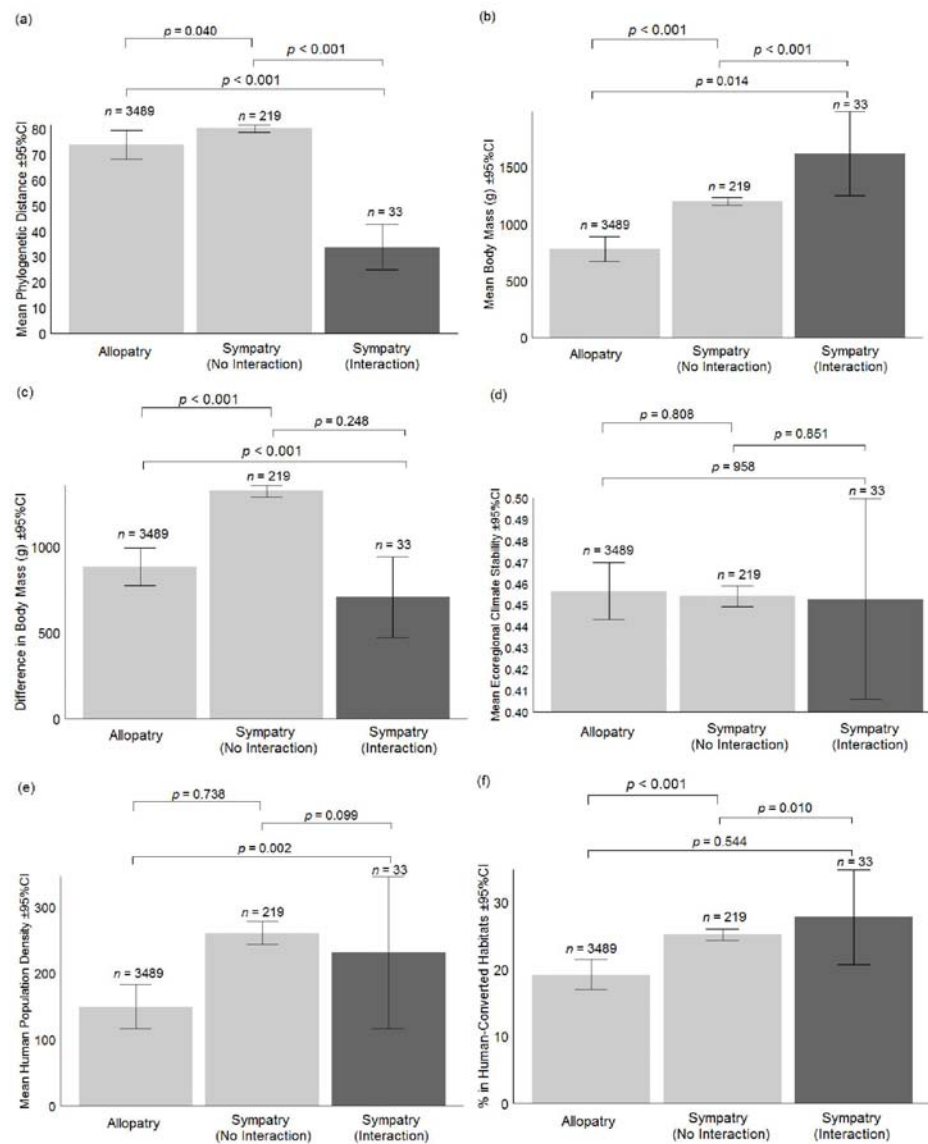 (a)
p = 0.040
p < 0.001
p < 0.001
n = 3489
n = 219
n = 33
Mean Phylogenetic Distance ±95%CI
80
70
60
50
40
30
20
10
0
Allopatry
Sympatry
(No Interaction)
Sympatry
(Interaction)
(b)
p < 0.001
p < 0.001
p = 0.014
n = 33
n = 219
n = 3489
Mean Body Mass (g) ±95%CI
1500
1000
500
0
Allopatry
Sympatry
(No Interaction)
Sympatry
(Interaction)
(c)
p < 0.001
p = 0.248
p < 0.001
n = 219
n = 3489
n = 33
Difference in Body Mass (g) ±95%CI
1000
500
0
Allopatry
Sympatry
(No Interaction)
Sympatry
(Interaction)
(d)
p = 0.808
p = 0.851
p = 958
n = 33
n = 3489
n = 219
Mean Ecoregional Climate Stability ±95%CI
0.50
0.49
0.48
0.47
0.46
0.45
0.44
0.43
0.42
0.41
0.40
Allopatry
Sympatry
(No Interaction)
Sympatry
(Interaction)
(e)
p = 0.738
p = 0.099
p = 0.002
n = 33
n = 219
n = 3489
Mean Human Population Density ±95%CI
300
200
100
0
Allopatry
Sympatry
(No Interaction)
Sympatry
(Interaction)
(f)
p < 0.001
p = 0.010
p = 0.544
n = 33
n = 219
n = 3489
% in Human-Converted Habitats ±95%CI
30
20
10
0
Allopatry
Sympatry
(No Interaction)
Sympatry
(Interaction)